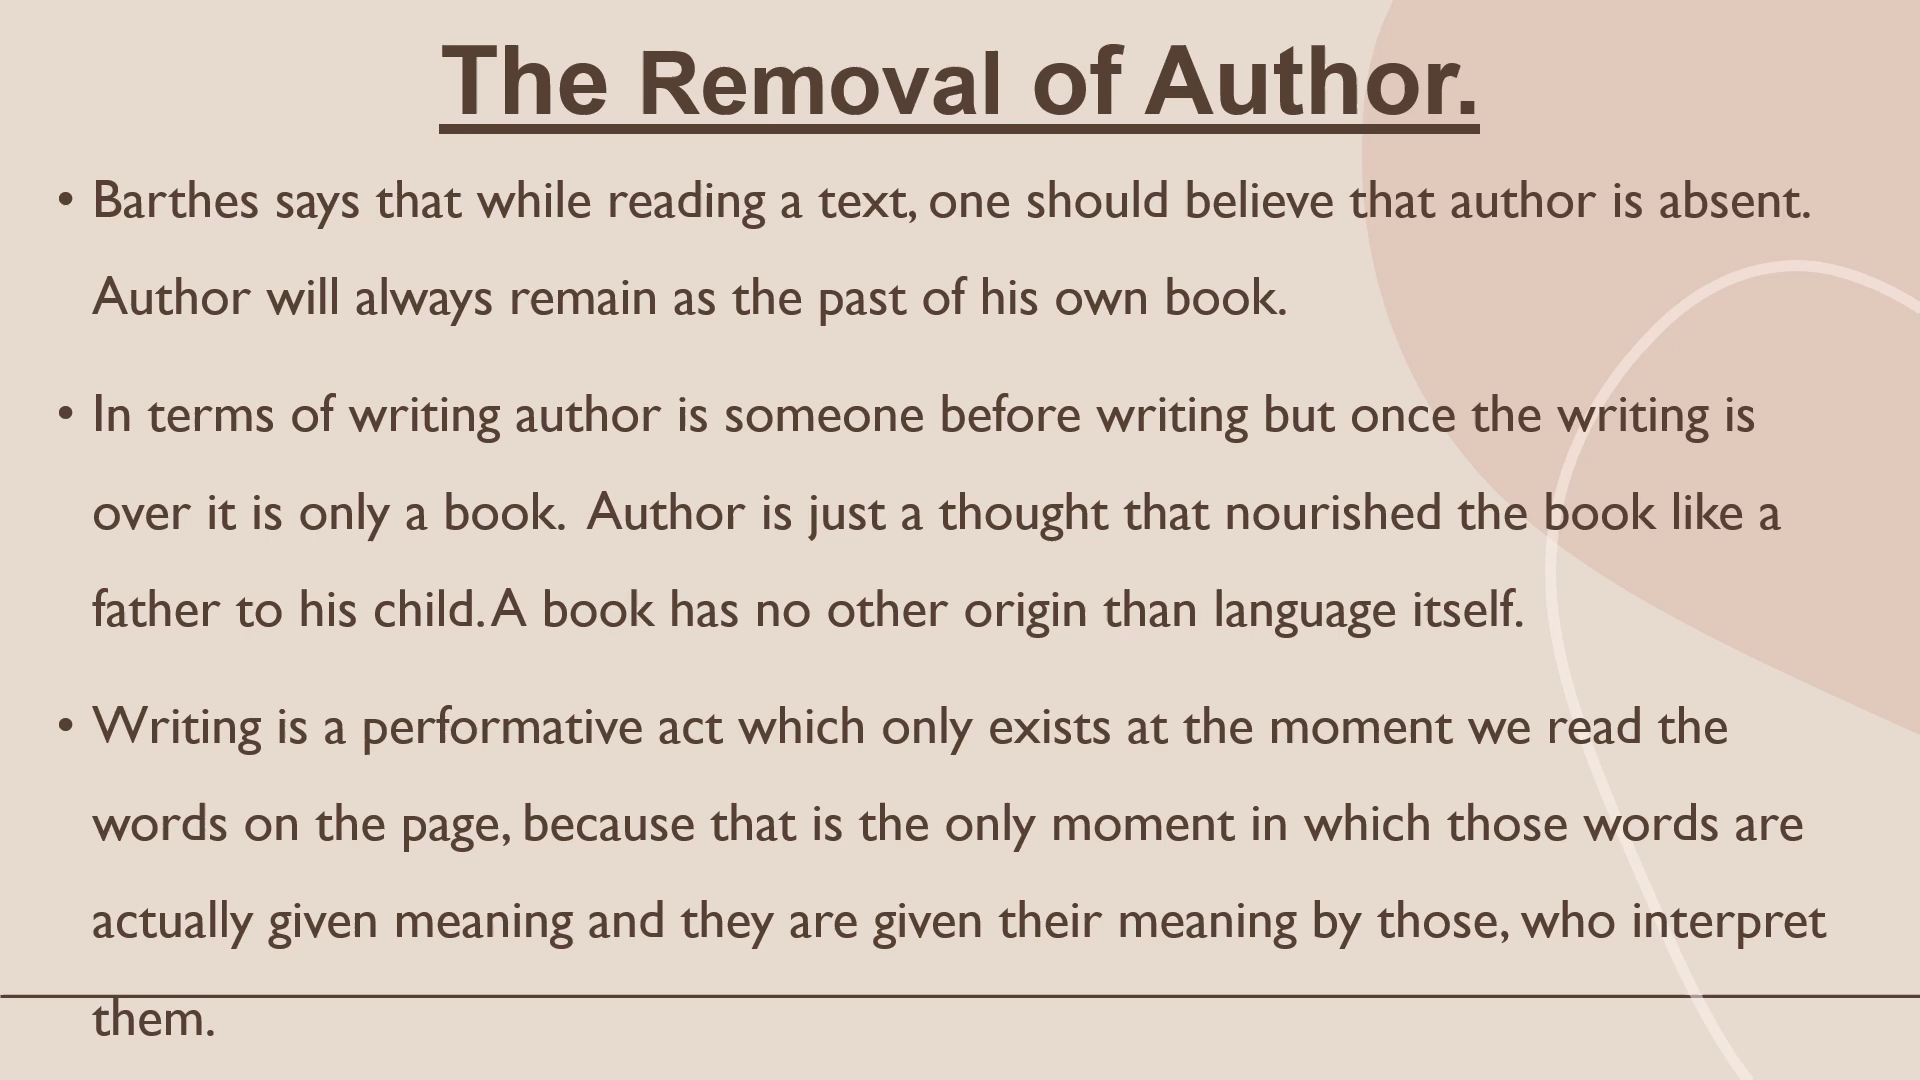 The Removal of Author.
• Barthes says that while reading a text, one should believe that author is absent.
Author will always remain as the past of his own book.
• In terms of writing author is someone before writing but once the writing is
over it is only a book.  Author is just a thought that nourished the book like a
father to his child. A book has no other origin than language itself.
• Writing is a performative act which only exists at the moment we read the
words on the page, because that is the only moment in which those words are
actually given meaning and they are given their meaning by those, who interpret
them.